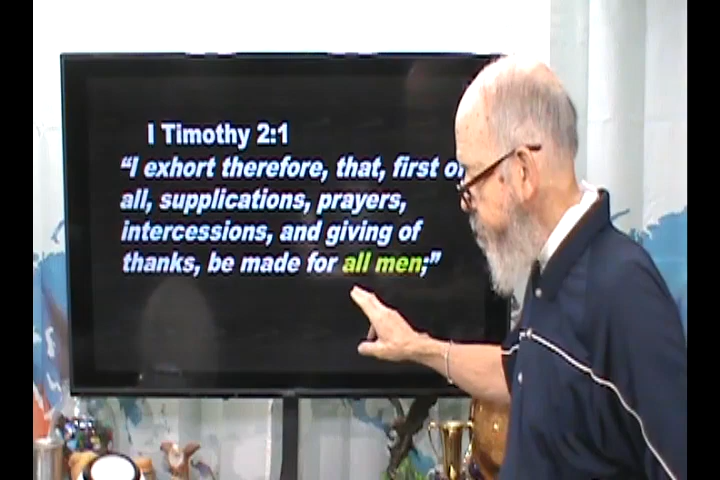 I Timothy 2:1
“I exhort therefore, that, first
all, supplications, prayers,
intercessions, and giving of
thanks, be made for all men;”